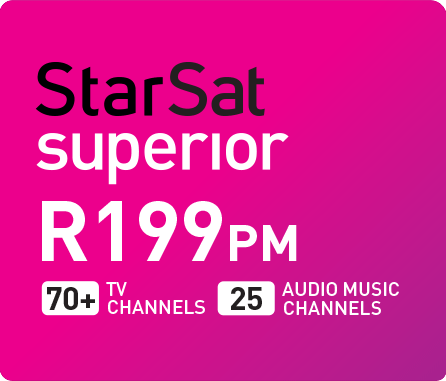 StarSat
superior
R199PM
70+ TV CHANNELS 25 AUDIO MUSIC CHANNELS